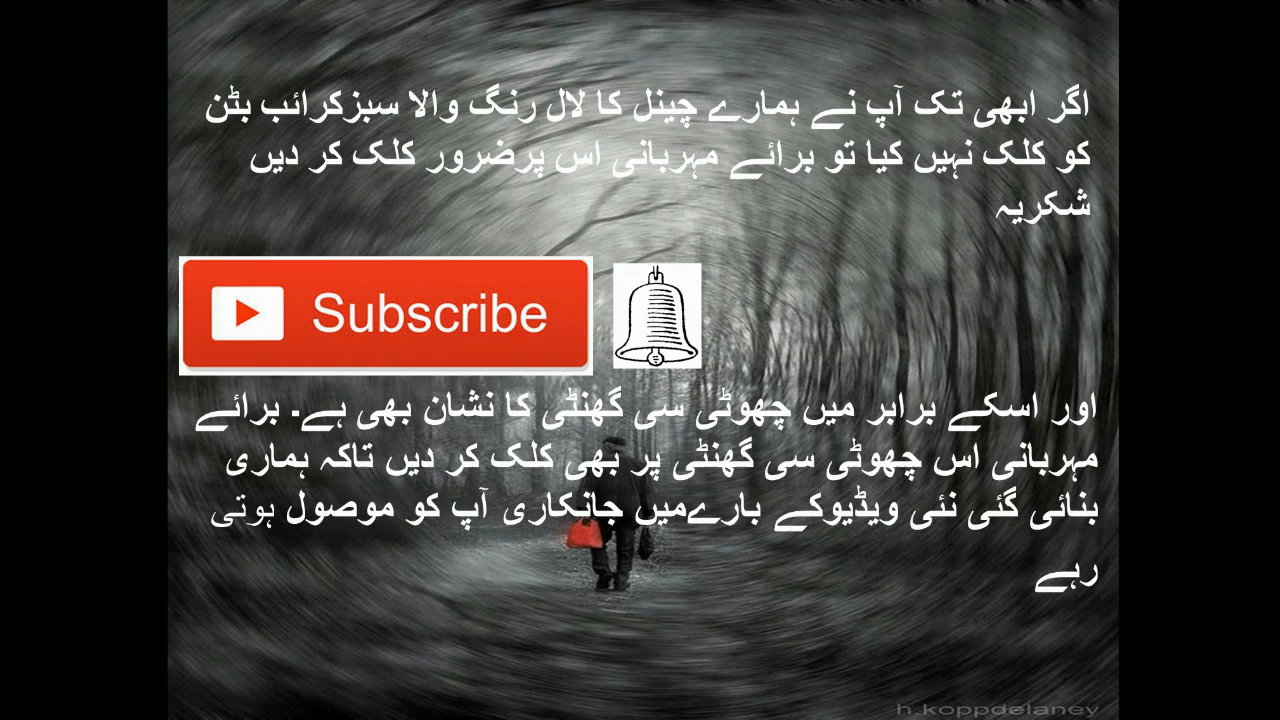 اگر ابھی تک آپ نے ہمارے چینل کا لال رنگ والا سبزکرائب بٹن
کو کلک نہیں کیا تو برائے مہربانی اس پرضرور کلک کر دیں
شکریہ
Subscribe
اور اسکے برابر میں چھوٹی سی گھنٹی کا نشان بھی ہے۔ برائے
مہربانی اس چھوٹی سی گھنٹی پر بھی کلک کر دیں تاکہ ہماری
بنائی گئی نئی ویڈیوکے بارےمیں جانکاری آپ کو موصول ہوتی
رہے
h.koppdelaney